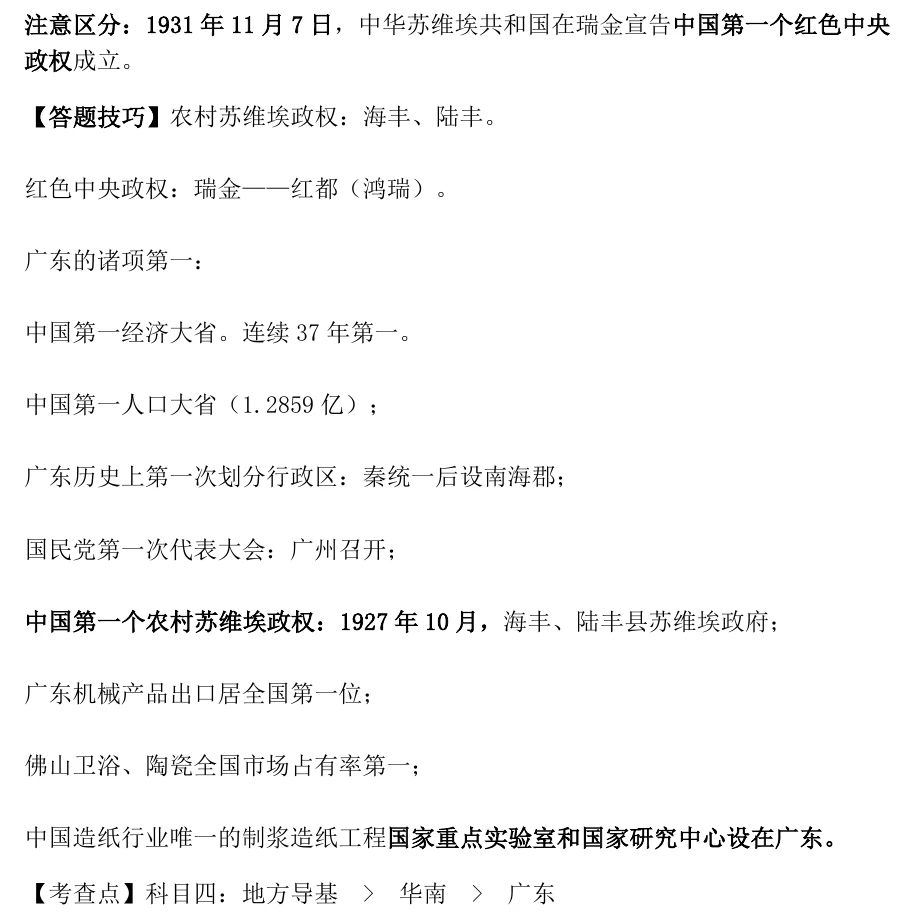 注意区分：1931 年 11 月 7 日，中华苏维埃共和国在瑞金宣告中国第一个红色中央
政权成立。
【答题技巧】农村苏维埃政权：海丰、陆丰。
红色中央政权：瑞金——红都（鸿瑞）。
广东的诸项第一：
中国第一经济大省。连续 37 年第一。
中国第一人口大省（1.2859 亿）；
广东历史上第一次划分行政区：秦统一后设南海郡；
国民党第一次代表大会：广州召开；
中国第一个农村苏维埃政权：1927 年 10 月，海丰、陆丰县苏维埃政府；
广东机械产品出口居全国第一位；
佛山卫浴、陶瓷全国市场占有率第一；
中国造纸行业唯一的制浆造纸工程国家重点实验室和国家研究中心设在广东。
【考查点】科目四：地方导基 > 华南 > 广东